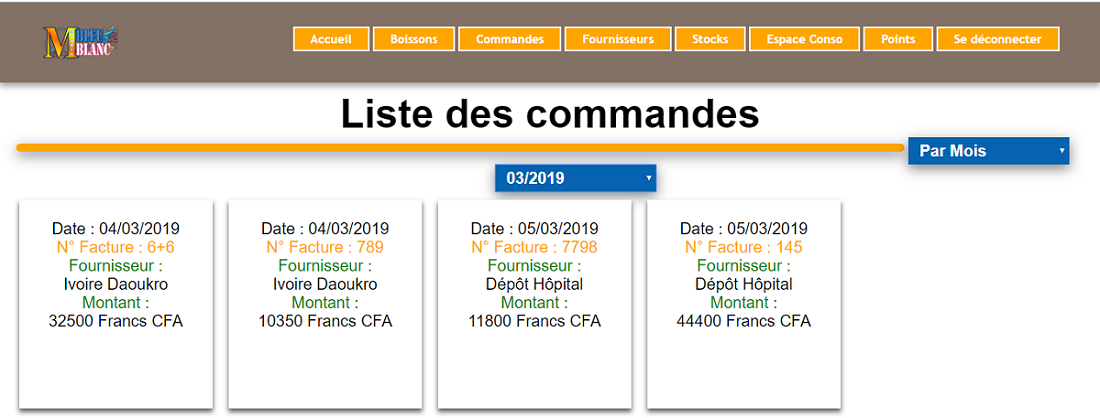 M BLEU BLANC
Accueil Boissons Commandes Fournisseurs Stocks Espace Conso Points Se déconnecter
Liste des commandes
Par Mois
03/2019
Date : 04/03/2019
N° Facture : 6+6
Fournisseur :
Ivoire Daoukro
Montant :
32500 Francs CFA
Date : 04/03/2019
N° Facture : 789
Fournisseur :
Ivoire Daoukro
Montant :
10350 Francs CFA
Date : 05/03/2019
N° Facture : 7798
Fournisseur :
Dépôt Hôpital
Montant :
11800 Francs CFA
Date : 05/03/2019
N° Facture : 145
Fournisseur :
Dépôt Hôpital
Montant :
44400 Francs CFA